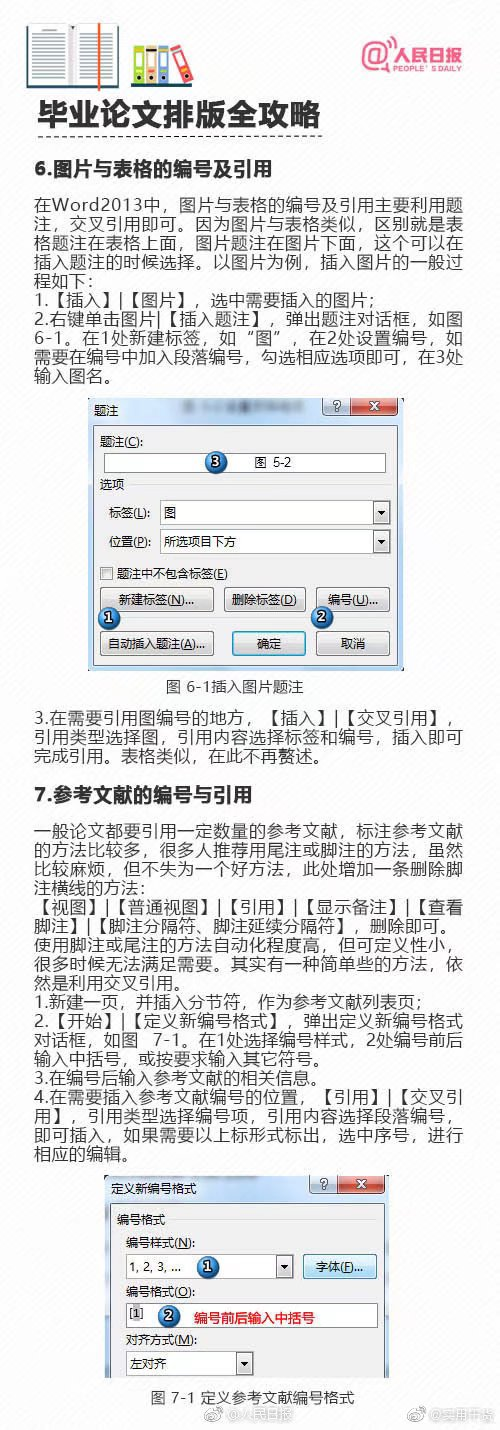 @人民日报
PEOPLE'S DAILY
毕业论文排版全攻略
6.图片与表格的编号及引用
在Word2013中，图片与表格的编号及引用主要利用题
注，交叉引用即可。因为图片与表格类似，区别就是表
格题注在表格上面，图片题注在图片下面，这个可以在
插入题注的时候选择。以图片为例，插入图片的一般过
程如下：
1.【插入】|【图片】，选中需要插入的图片；
2.右键单击图片|【插入题注】，弹出题注对话框，如图
6-1。在1处新建标签，如“图”，在2处设置编号，如
需要在编号中加入段落编号，勾选相应选项即可，在3处
输入图名。
题注
题注(C):
3 图 5-2
选项
标签(L): 图
位置(P): 所选项目下方
题注中不包含标签(E)
新建标签(N)... 删除标签(D) 编号(U)...
1 2
自动插入题注(A)... 确定 取消
图 6-1插入图片题注
3.在需要引用图编号的地方，【插入】|【交叉引用】，
引用类型选择图，引用内容选择标签和编号，插入即可
完成引用。表格类似，在此不再赘述。
7.参考文献的编号与引用
一般论文都要引用一定数量的参考文献，标注参考文献
的方法比较多，很多人推荐用尾注或脚注的方法，虽然
比较麻烦，但不失为一个好方法，此处增加一条删除脚
注横线的方法：
【视图】|【普通视图】|【引用】|【显示备注】|【查看
脚注】|【脚注分隔符、脚注延续分隔符】，删除即可。
使用脚注或尾注的方法自动化程度高，但可定义性小，
很多时候无法满足需要。其实有一种简单些的方法，依
然是利用交叉引用。
1.新建一页，并插入分节符，作为参考文献列表页；
2.【开始】|【定义新编号格式】，弹出定义新编号格式
对话框，如图 7-1。在1处选择编号样式，2处编号前后
输入中括号，或按要求输入其它符号。
3.在编号后输入参考文献的相关信息。
4.在需要插入参考文献编号的位置，【引用】|【交叉引
用】，引用类型选择编号项，引用内容选择段落编号，
即可插入，如果需要以上标形式标出，选中序号，进行
相应的编辑。
定义新编号格式
编号格式
编号样式(N):
1, 2, 3, ... 1 字体(F)...
编号格式(O):
[1] 2 编号前后输入中括号
对齐方式(M):
左对齐
图 7-1 定义参考文献编号格式
@人民日报 @实用干货